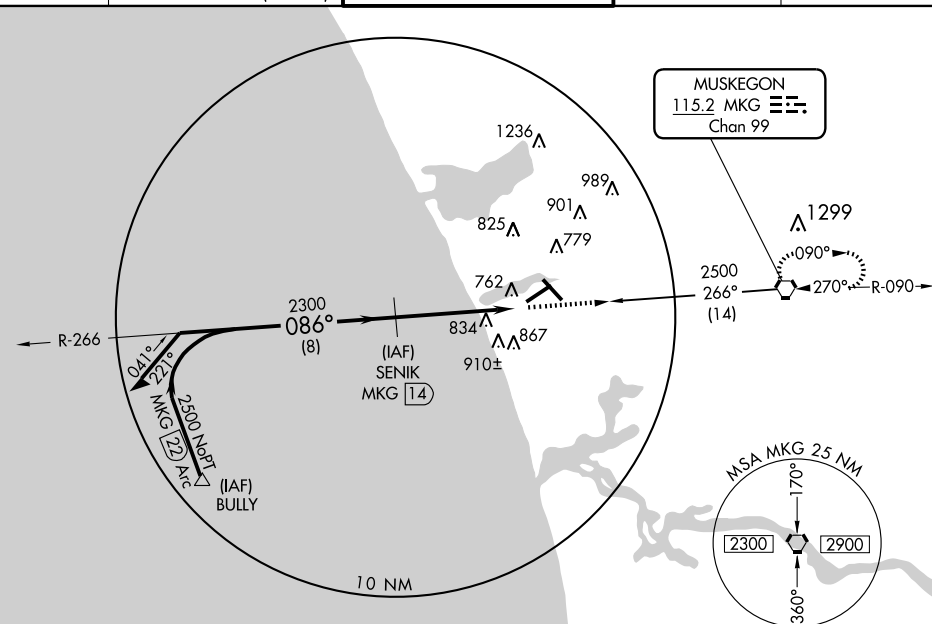 MUSKEGON
115.2 MKG
Chan 99
1236
989
901
825
779
1299
090°
762
2500
266°
(14)
270°
R-090
2300
086°
(8)
R-266
834
867
910±
(IAF)
SENIK
MKG 14
041°
221°
MKG 22 Arc
2500 NoPT
(IAF)
BULLY
10 NM
MSA MKG 25 NM
170°
2300
2900
360°